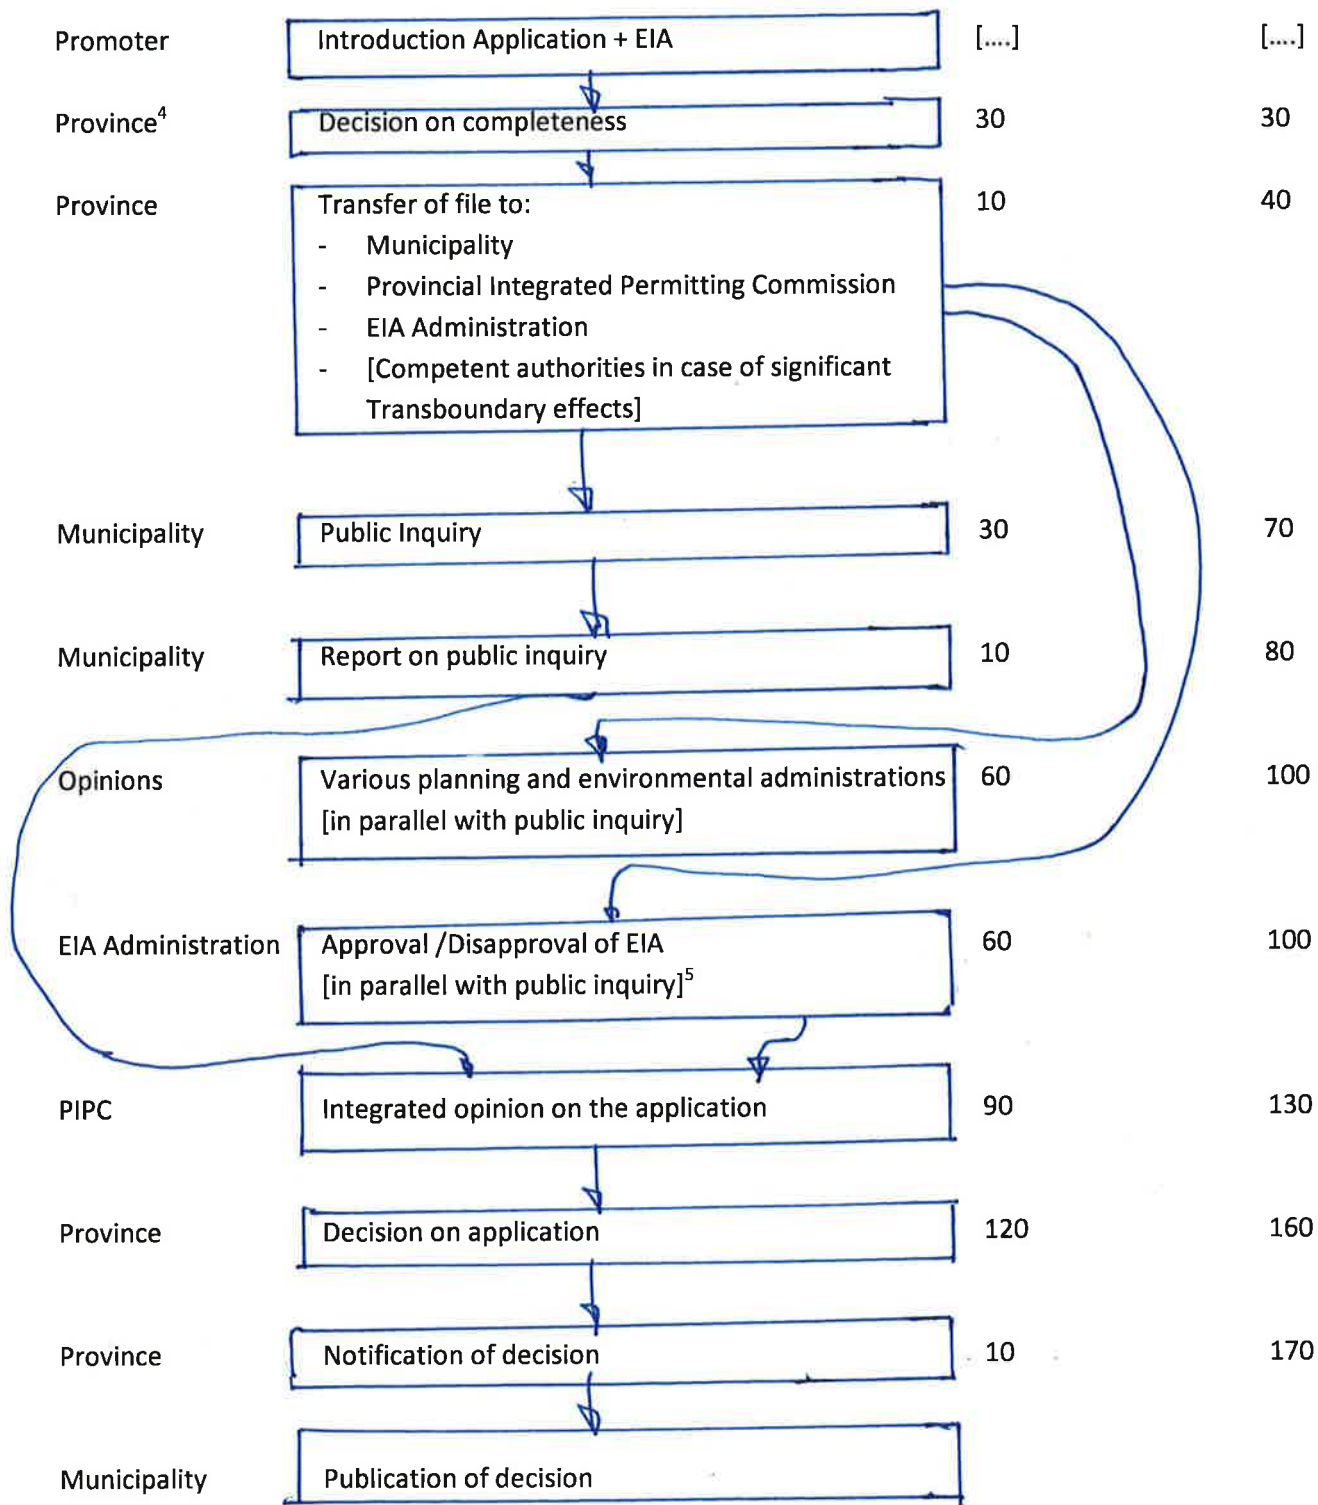 Promoter Introduction Application + EIA [....] [....]
Province4 Decision on completeness 30 30
Province Transfer of file to: 10 40
- Municipality
- Provincial Integrated Permitting Commission
- EIA Administration
- [Competent authorities in case of significant
Transboundary effects]
Municipality Public Inquiry 30 70
Municipality Report on public inquiry 10 80
Opinions Various planning and environmental administrations 60 100
[in parallel with public inquiry]
EIA Administration Approval /Disapproval of EIA 60 100
[in parallel with public inquiry]5
PIPC Integrated opinion on the application 90 130
Province Decision on application 120 160
Province Notification of decision 10 170
Municipality Publication of decision